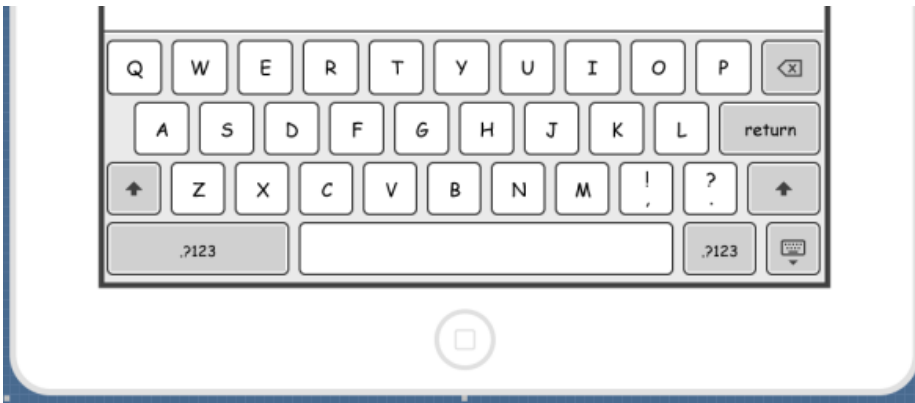 Q W E R T Y U I O P
A S D F G H J K L return
Z X C V B N M ! , ? .
.?123 .?123